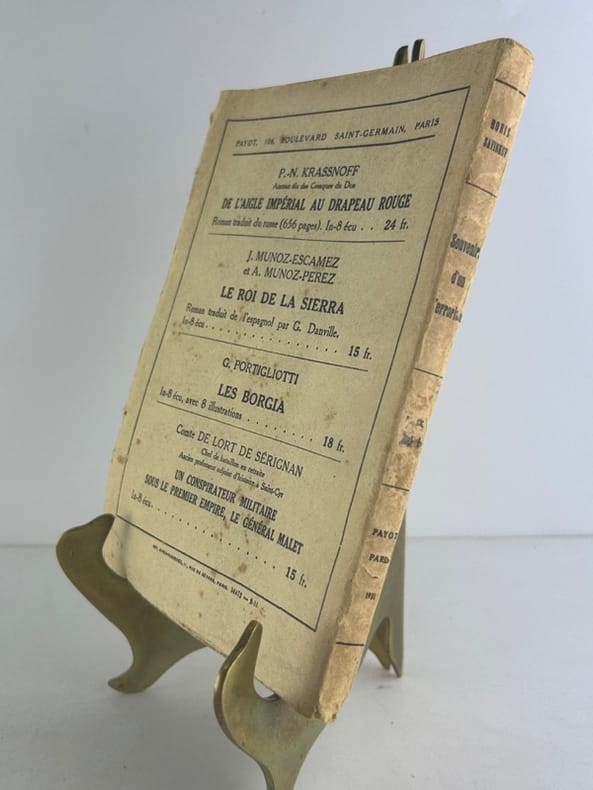 PAYOT, 106, BOULEVARD SAINT-GERMAIN, PARIS
P.-N. KRASSNOFF
Ataman élu des Cosaques du Don
DE L'AIGLE IMPÉRIAL AU DRAPEAU ROUGE
Roman traduit du russe (656 pages). In-8 écu . . 24 fr.
J. MUNOZ-ESCAMEZ
et A. MUNOZ-PEREZ
LE ROI DE LA SIERRA
Roman traduit de l'espagnol par G. Danville.
In-8 écu . . . . . . . . . . . . . . . . 15 fr.
G. PORTIGLIOTTI
LES BORGIA
In-8 écu, avec 8 illustrations . . . . . . . . . 18 fr.
Comte DE LORT DE SÉRIGNAN
Chef de bataillon en retraite
Ancien professeur adjoint d'histoire à Saint-Cyr
UN CONSPIRATEUR MILITAIRE
SOUS LE PREMIER EMPIRE, LE GÉNÉRAL MALET
In-8 écu . . . . . . . . . . . . . . . . 15 fr.
PARIS.
BORIS
SAVINKOV
Souvenirs
d'un
Terroriste
PAYOT
PARIS
1931